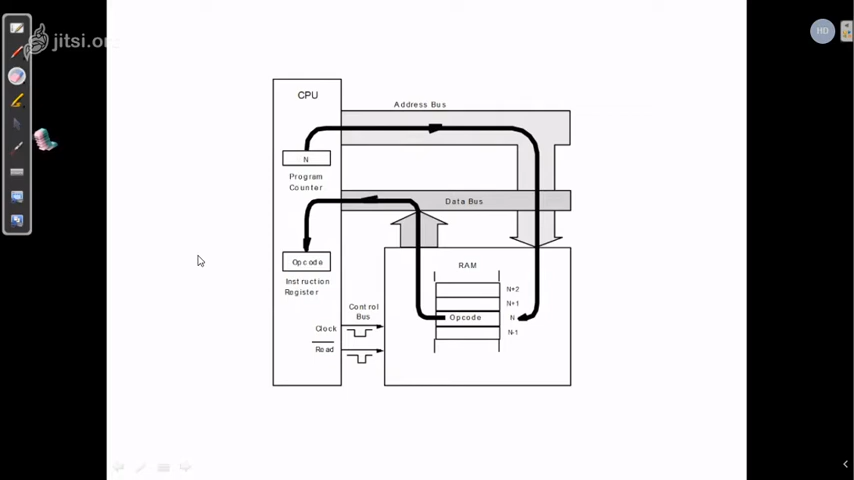 jitsi.or
HD
CPU
Address Bus
N
Program
Counter
Data Bus
Opcode
Instruction
Register
RAM
N+2
N+1
Opcode N
N-1
Control
Bus
Clock
Read